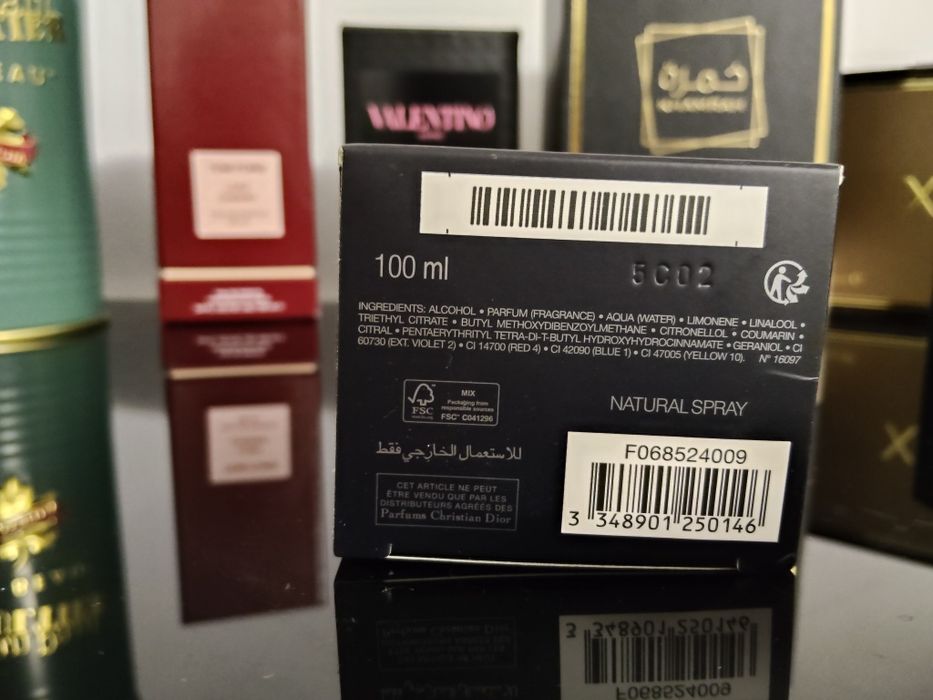 TIER
EAU
VALENTINO
خمرة
100 ml
5C02
INGREDIENTS: ALCOHOL • PARFUM (FRAGRANCE) • AQUA (WATER) • LIMONENE • LINALOOL •
TRIETHYL CITRATE • BUTYL METHOXYDIBENZOYLMETHANE • CITRONELLOL • COUMARIN •
CITRAL • PENTAERYTHRITYL TETRA-DI-T-BUTYL HYDROXYHYDROCINNAMATE • GERANIOL • CI
60730 (EXT. VIOLET 2) • CI 14700 (RED 4) • CI 42090 (BLUE 1) • CI 47005 (YELLOW 10). N° 16097
FSC
MIX
Packaging from
responsible sources
FSC® C041296
NATURAL SPRAY
للاستعمال الخارجي فقط
CET ARTICLE NE PEUT
ÊTRE VENDU QUE PAR LES
DISTRIBUTEURS AGRÉÉS DES
Parfums Christian Dior
F068524009
3 348901 250146